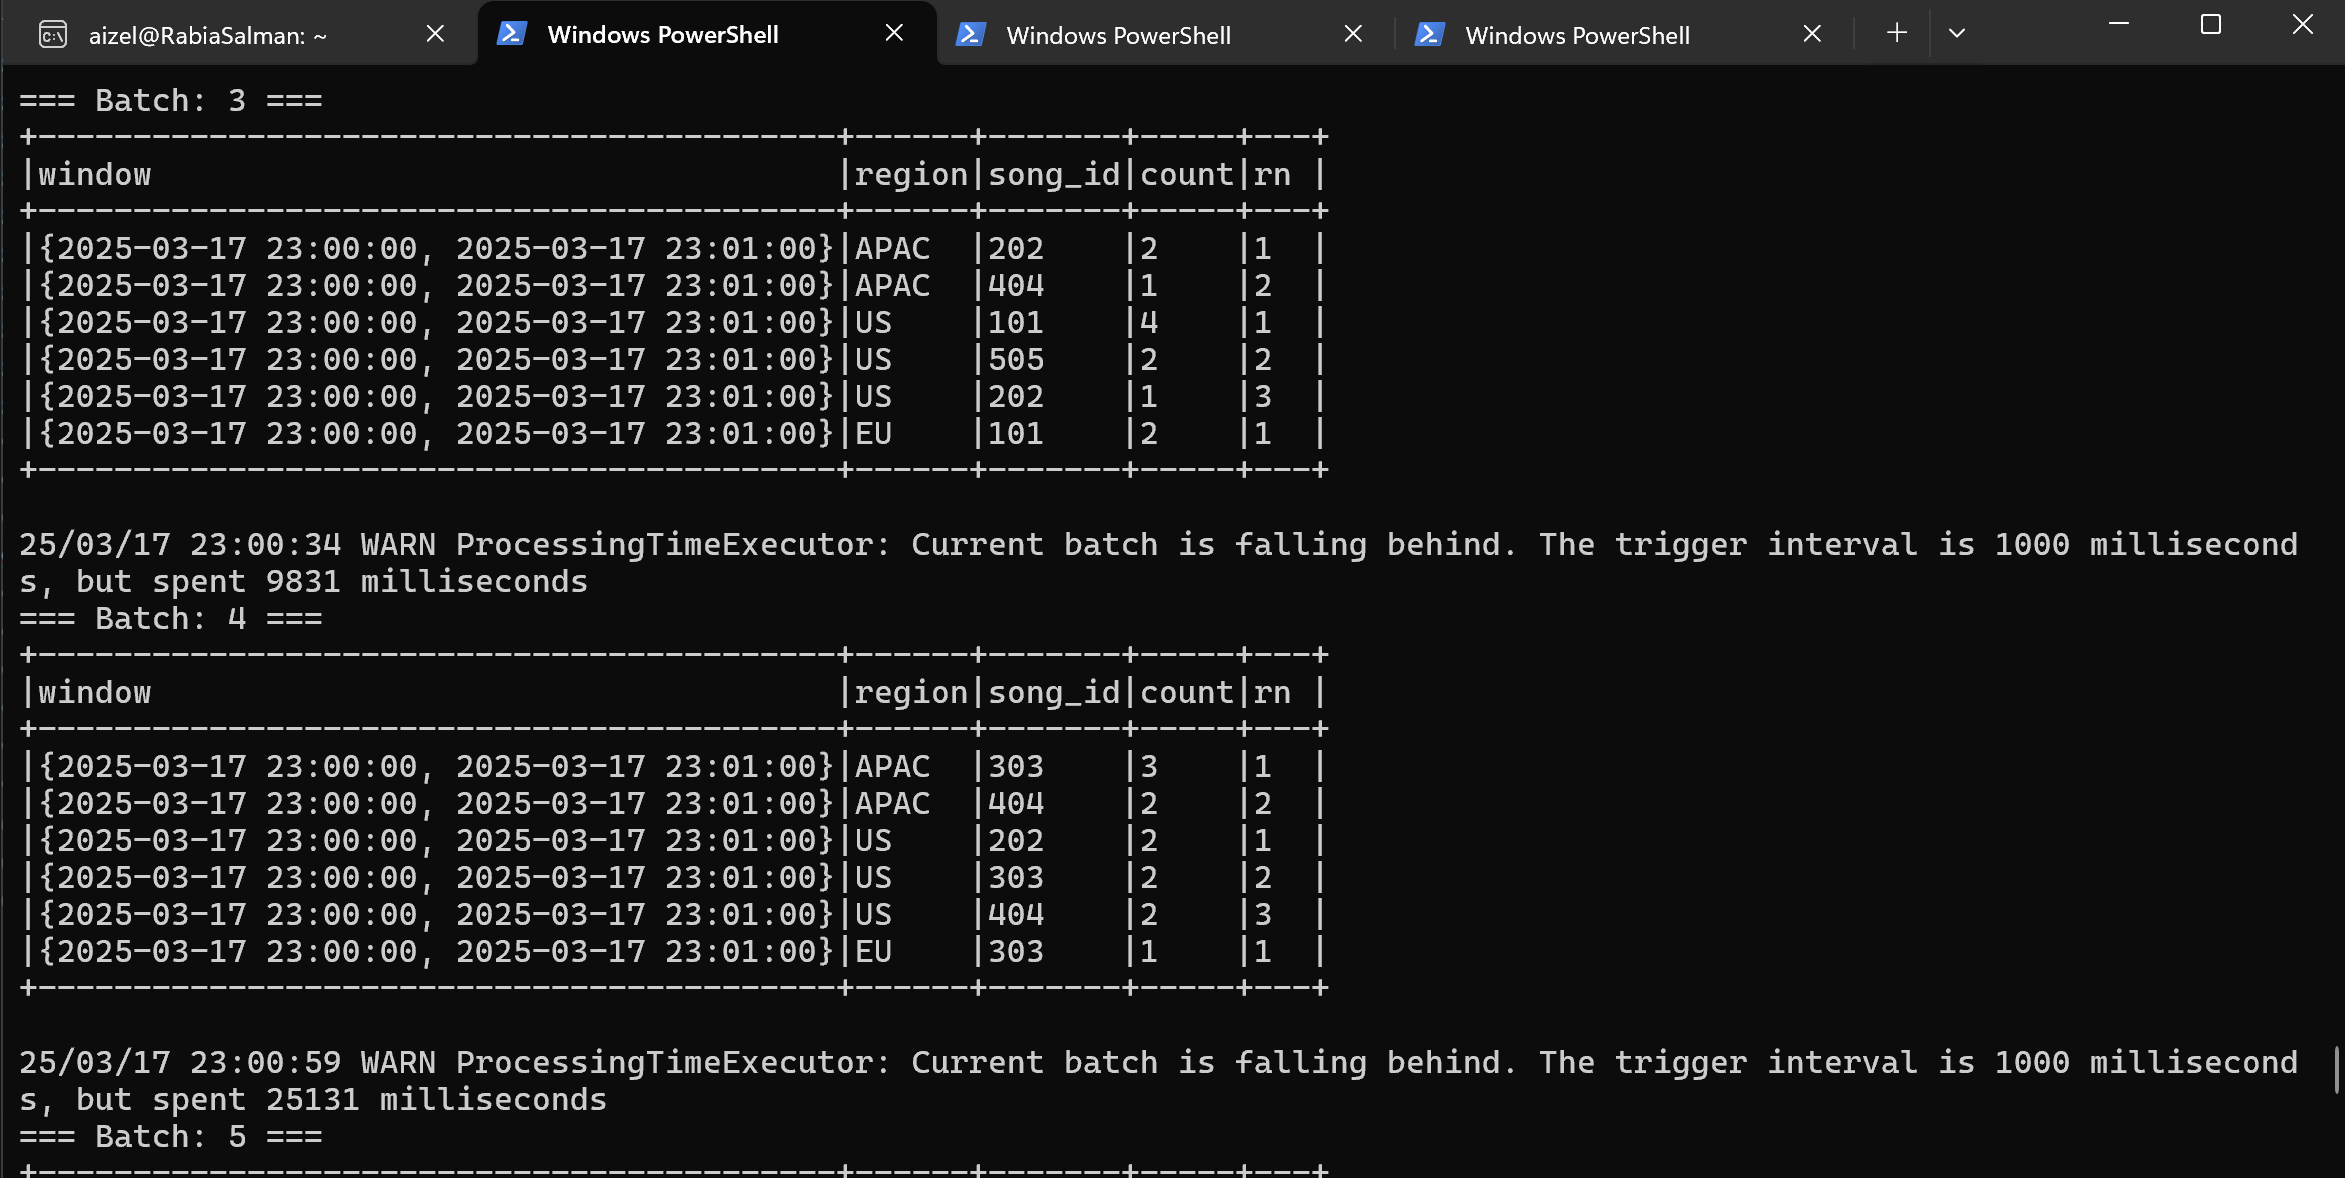 aizel@RabiaSalman: ~
Windows PowerShell
Windows PowerShell
Windows PowerShell
=== Batch: 3 ===
+------------------------------------------+------+-------+-----+---+
|window                                    |region|song_id|count|rn |
+------------------------------------------+------+-------+-----+---+
|{2025-03-17 23:00:00, 2025-03-17 23:01:00}|APAC  |202    |2    |1  |
|{2025-03-17 23:00:00, 2025-03-17 23:01:00}|APAC  |404    |1    |2  |
|{2025-03-17 23:00:00, 2025-03-17 23:01:00}|US    |101    |4    |1  |
|{2025-03-17 23:00:00, 2025-03-17 23:01:00}|US    |505    |2    |2  |
|{2025-03-17 23:00:00, 2025-03-17 23:01:00}|US    |202    |1    |3  |
|{2025-03-17 23:00:00, 2025-03-17 23:01:00}|EU    |101    |2    |1  |
+------------------------------------------+------+-------+-----+---+
25/03/17 23:00:34 WARN ProcessingTimeExecutor: Current batch is falling behind. The trigger interval is 1000 millisecond
s, but spent 9831 milliseconds
=== Batch: 4 ===
+------------------------------------------+------+-------+-----+---+
|window                                    |region|song_id|count|rn |
+------------------------------------------+------+-------+-----+---+
|{2025-03-17 23:00:00, 2025-03-17 23:01:00}|APAC  |303    |3    |1  |
|{2025-03-17 23:00:00, 2025-03-17 23:01:00}|APAC  |404    |2    |2  |
|{2025-03-17 23:00:00, 2025-03-17 23:01:00}|US    |202    |2    |1  |
|{2025-03-17 23:00:00, 2025-03-17 23:01:00}|US    |303    |2    |2  |
|{2025-03-17 23:00:00, 2025-03-17 23:01:00}|US    |404    |2    |3  |
|{2025-03-17 23:00:00, 2025-03-17 23:01:00}|EU    |303    |1    |1  |
+------------------------------------------+------+-------+-----+---+
25/03/17 23:00:59 WARN ProcessingTimeExecutor: Current batch is falling behind. The trigger interval is 1000 millisecond
s, but spent 25131 milliseconds
=== Batch: 5 ===
+------------------------------------------+------+-------+-----+---+